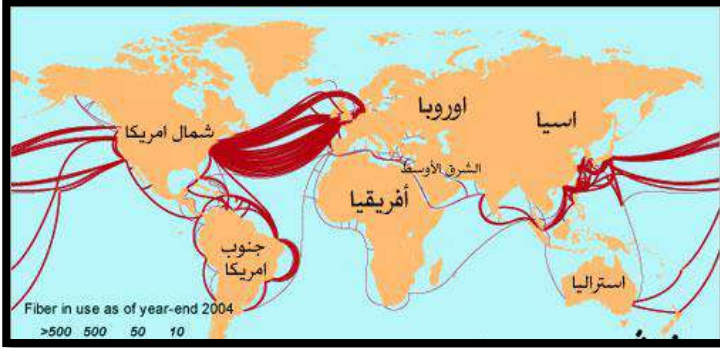 اوروبا
اسيا
شمال امريكا
الشرق الأوسط
أفريقيا
جنوب
امريكا
استراليا
Fiber in use as of year-end 2004
>500 500 50 10